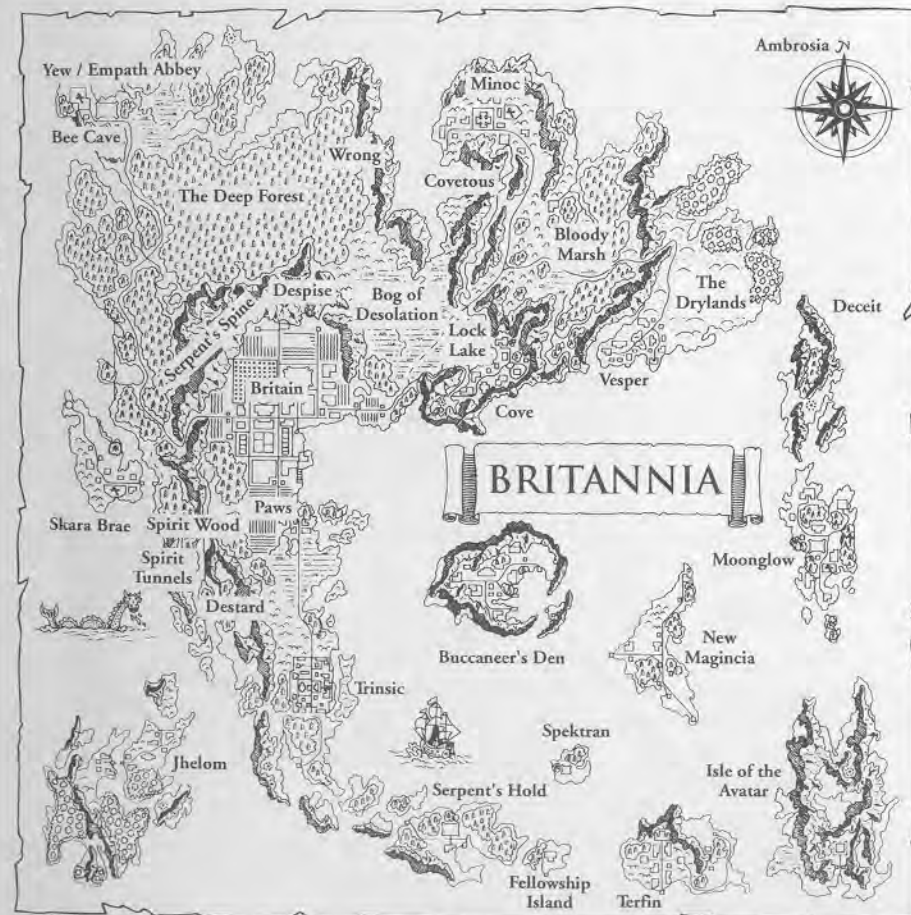 Ambrosia
N
Yew / Empath Abbey
Minoc
Bee Cave
Wrong
Covetous
The Deep Forest
Bloody
Marsh
Despise
Bog of
Desolation
The
Drylands
Serpent's Spine
Lock
Lake
Deceit
Britain
Vesper
Cove
BRITANNIA
Paws
Skara Brae
Spirit Wood
Spirit
Tunnels
Moonglow
Destard
New
Magincia
Buccaneer's Den
Trinsic
Spektran
Jhelom
Isle of the
Avatar
Serpent's Hold
Fellowship
Island
Terfin